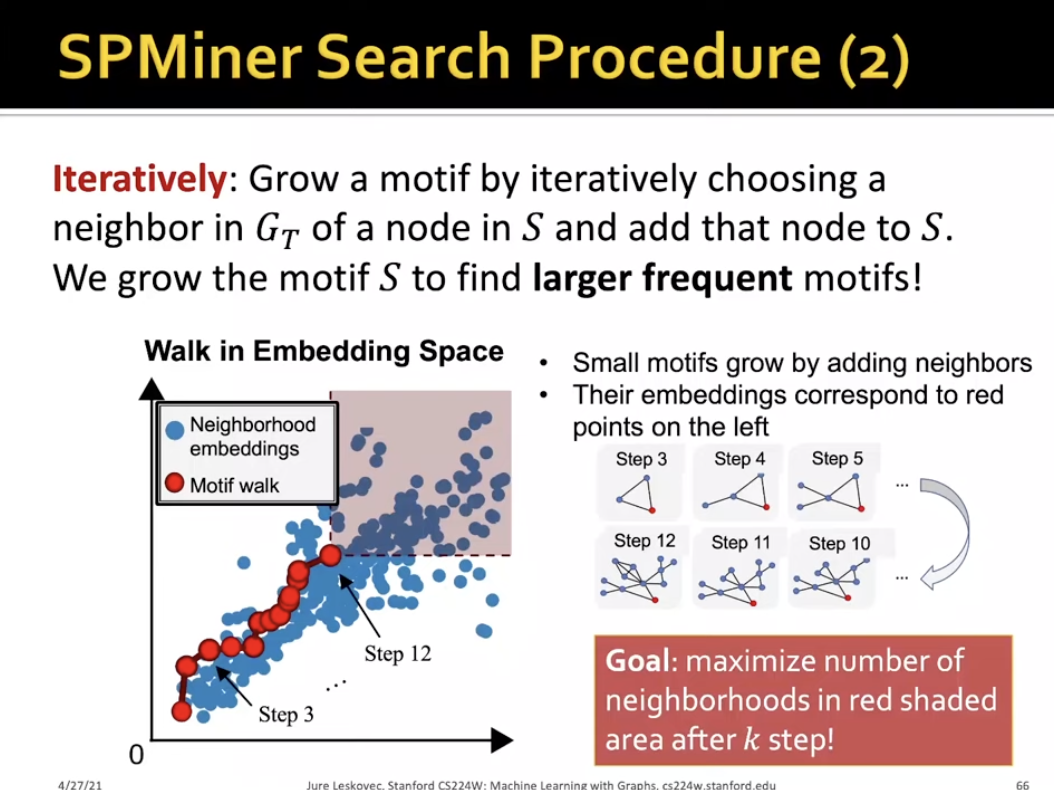 SPMiner Search Procedure (2)
Iteratively: Grow a motif by iteratively choosing a
neighbor in G_T of a node in S and add that node to S.
We grow the motif S to find larger frequent motifs!
Walk in Embedding Space
Neighborhood
embeddings
Motif walk
Step 12
...
Step 3
0
• Small motifs grow by adding neighbors
• Their embeddings correspond to red
points on the left
Step 3 Step 4 Step 5 ...
Step 12 Step 11 Step 10 ...
Goal: maximize number of
neighborhoods in red shaded
area after k step!
4/27/21 Jure Leskovec, Stanford CS224W: Machine Learning with Graphs, cs224w.stanford.edu 66